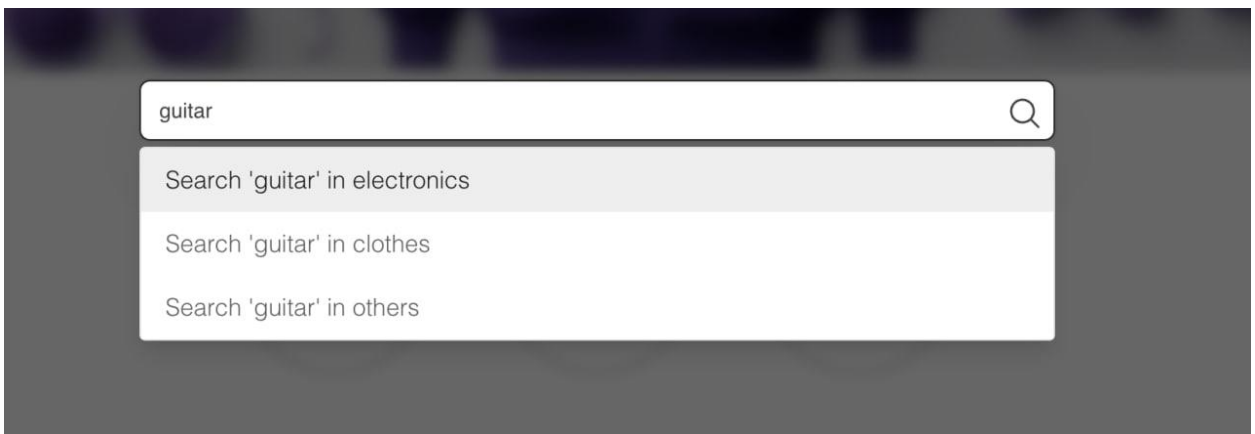 guitar
Search 'guitar' in electronics
Search 'guitar' in clothes
Search 'guitar' in others